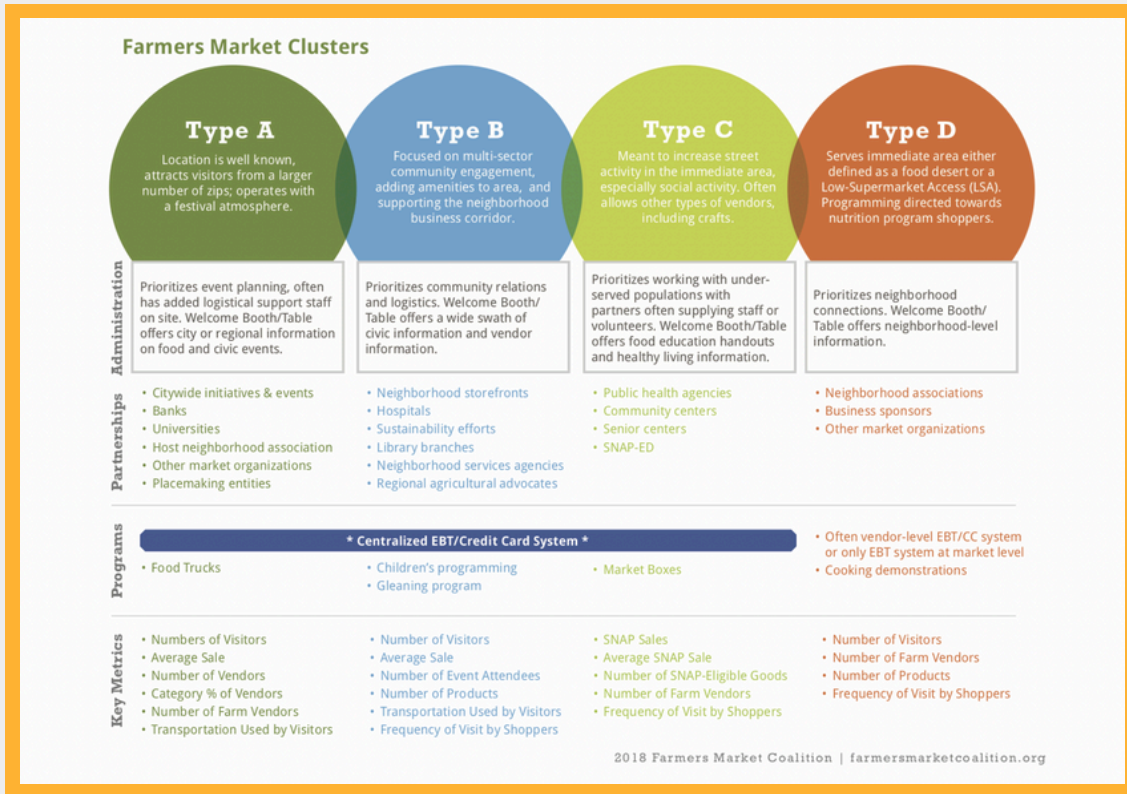 Farmers Market Clusters
Type A
Location is well known,
attracts visitors from a larger
number of zips; operates with
a festival atmosphere.
Type B
Focused on multi-sector
community engagement,
adding amenities to area, and
supporting the neighborhood
business corridor.
Type C
Meant to increase street
activity in the immediate area,
especially social activity. Often
allows other types of vendors,
including crafts.
Type D
Serves immediate area either
defined as a food desert or a
Low-Supermarket Access (LSA).
Programming directed towards
nutrition program shoppers.
Administration
Prioritizes event planning, often
has added logistical support staff
on site. Welcome Booth/Table
offers city or regional information
on food and civic events.
Prioritizes community relations
and logistics. Welcome Booth/
Table offers a wide swath of
civic information and vendor
information.
Prioritizes working with under-
served populations with
partners often supplying staff or
volunteers. Welcome Booth/Table
offers food education handouts
and healthy living information.
Prioritizes neighborhood
connections. Welcome Booth/
Table offers neighborhood-level
information.
Partnerships
• Citywide initiatives & events
• Banks
• Universities
• Host neighborhood association
• Other market organizations
• Placemaking entities
• Neighborhood storefronts
• Hospitals
• Sustainability efforts
• Library branches
• Neighborhood services agencies
• Regional agricultural advocates
• Public health agencies
• Community centers
• Senior centers
• SNAP-ED
• Neighborhood associations
• Business sponsors
• Other market organizations
Programs
* Centralized EBT/Credit Card System *
• Food Trucks
• Children's programming
• Gleaning program
• Market Boxes
• Often vendor-level EBT/CC system
or only EBT system at market level
• Cooking demonstrations
Key Metrics
• Numbers of Visitors
• Average Sale
• Number of Vendors
• Category % of Vendors
• Number of Farm Vendors
• Transportation Used by Visitors
• Number of Visitors
• Average Sale
• Number of Event Attendees
• Number of Products
• Transportation Used by Visitors
• Frequency of Visit by Shoppers
• SNAP Sales
• Average SNAP Sale
• Number of SNAP-Eligible Goods
• Number of Farm Vendors
• Frequency of Visit by Shoppers
• Number of Visitors
• Number of Farm Vendors
• Number of Products
• Frequency of Visit by Shoppers
2018 Farmers Market Coalition | farmersmarketcoalition.org